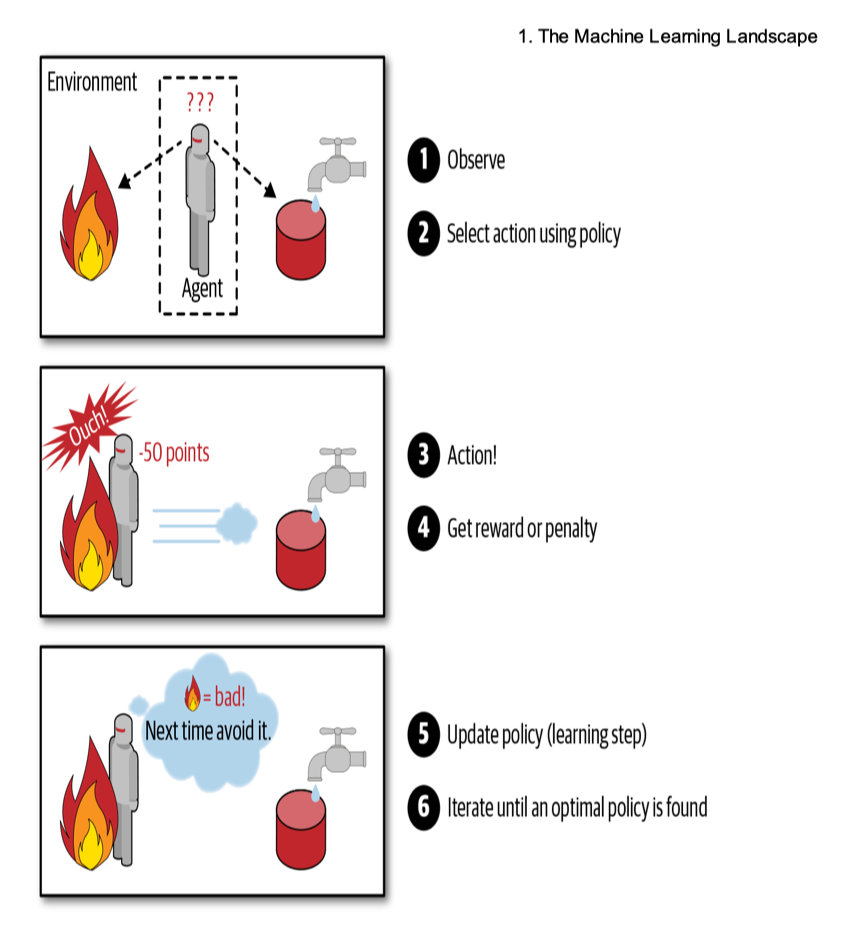 1. The Machine Learning Landscape
Environment
???
Agent
1 Observe
2 Select action using policy
Ouch!
-50 points
3 Action!
4 Get reward or penalty
= bad!
Next time avoid it.
5 Update policy (learning step)
6 Iterate until an optimal policy is found